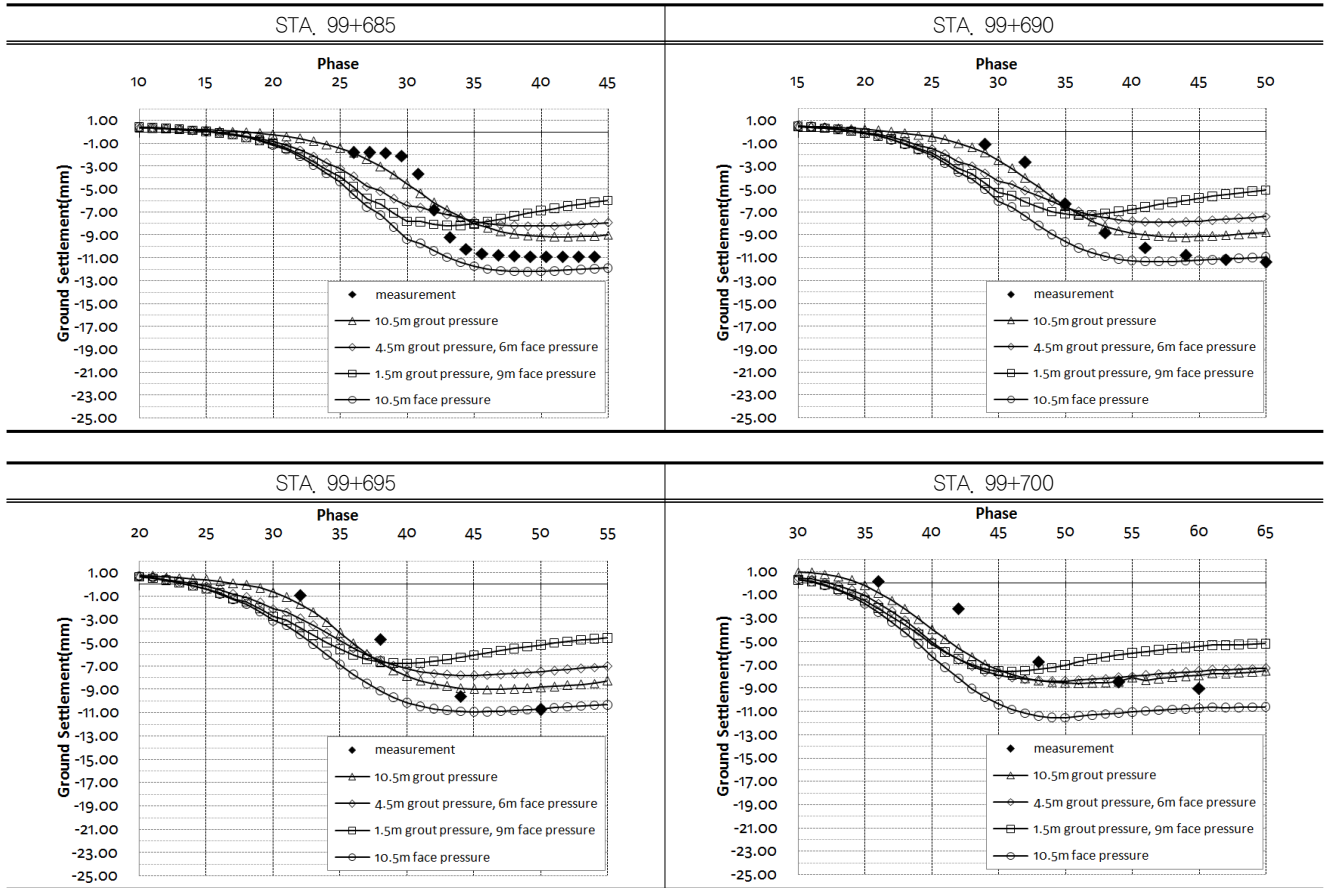 STA. 99+685
STA. 99+690
Phase
10 15 20 25 30 35 40 45
Ground Settlement(mm)
1.00
-1.00
-3.00
-5.00
-7.00
-9.00
-11.00
-13.00
-15.00
-17.00
-19.00
-21.00
-23.00
-25.00
measurement
10.5m grout pressure
4.5m grout pressure, 6m face pressure
1.5m grout pressure, 9m face pressure
10.5m face pressure
Phase
15 20 25 30 35 40 45 50
Ground Settlement(mm)
1.00
-1.00
-3.00
-5.00
-7.00
-9.00
-11.00
-13.00
-15.00
-17.00
-19.00
-21.00
-23.00
-25.00
measurement
10.5m grout pressure
4.5m grout pressure, 6m face pressure
1.5m grout pressure, 9m face pressure
10.5m face pressure
STA. 99+695
STA. 99+700
Phase
20 25 30 35 40 45 50 55
Ground Settlement(mm)
1.00
-1.00
-3.00
-5.00
-7.00
-9.00
-11.00
-13.00
-15.00
-17.00
-19.00
-21.00
-23.00
-25.00
measurement
10.5m grout pressure
4.5m grout pressure, 6m face pressure
1.5m grout pressure, 9m face pressure
10.5m face pressure
Phase
30 35 40 45 50 55 60 65
Ground Settlement(mm)
1.00
-1.00
-3.00
-5.00
-7.00
-9.00
-11.00
-13.00
-15.00
-17.00
-19.00
-21.00
-23.00
-25.00
measurement
10.5m grout pressure
4.5m grout pressure, 6m face pressure
1.5m grout pressure, 9m face pressure
10.5m face pressure